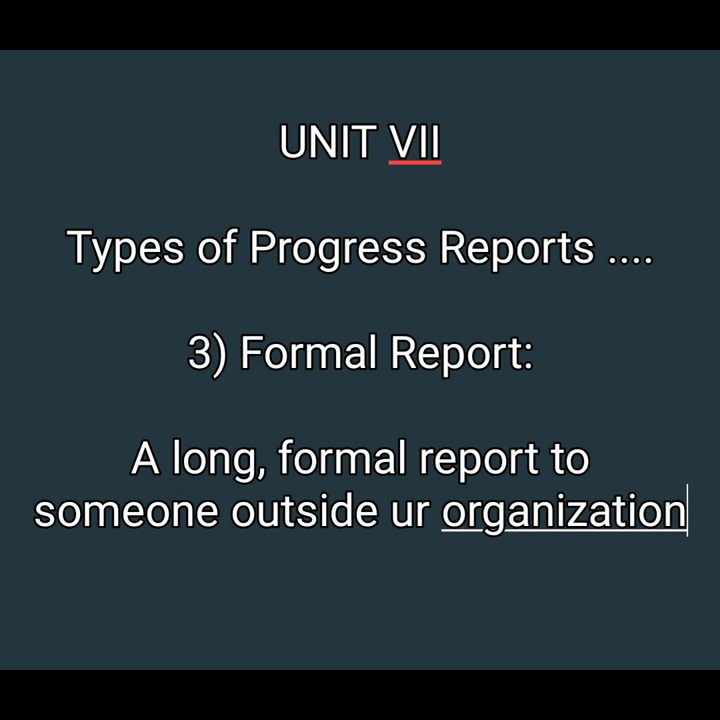 UNIT VII
Types of Progress Reports ....
3) Formal Report:
A long, formal report to
someone outside ur organization